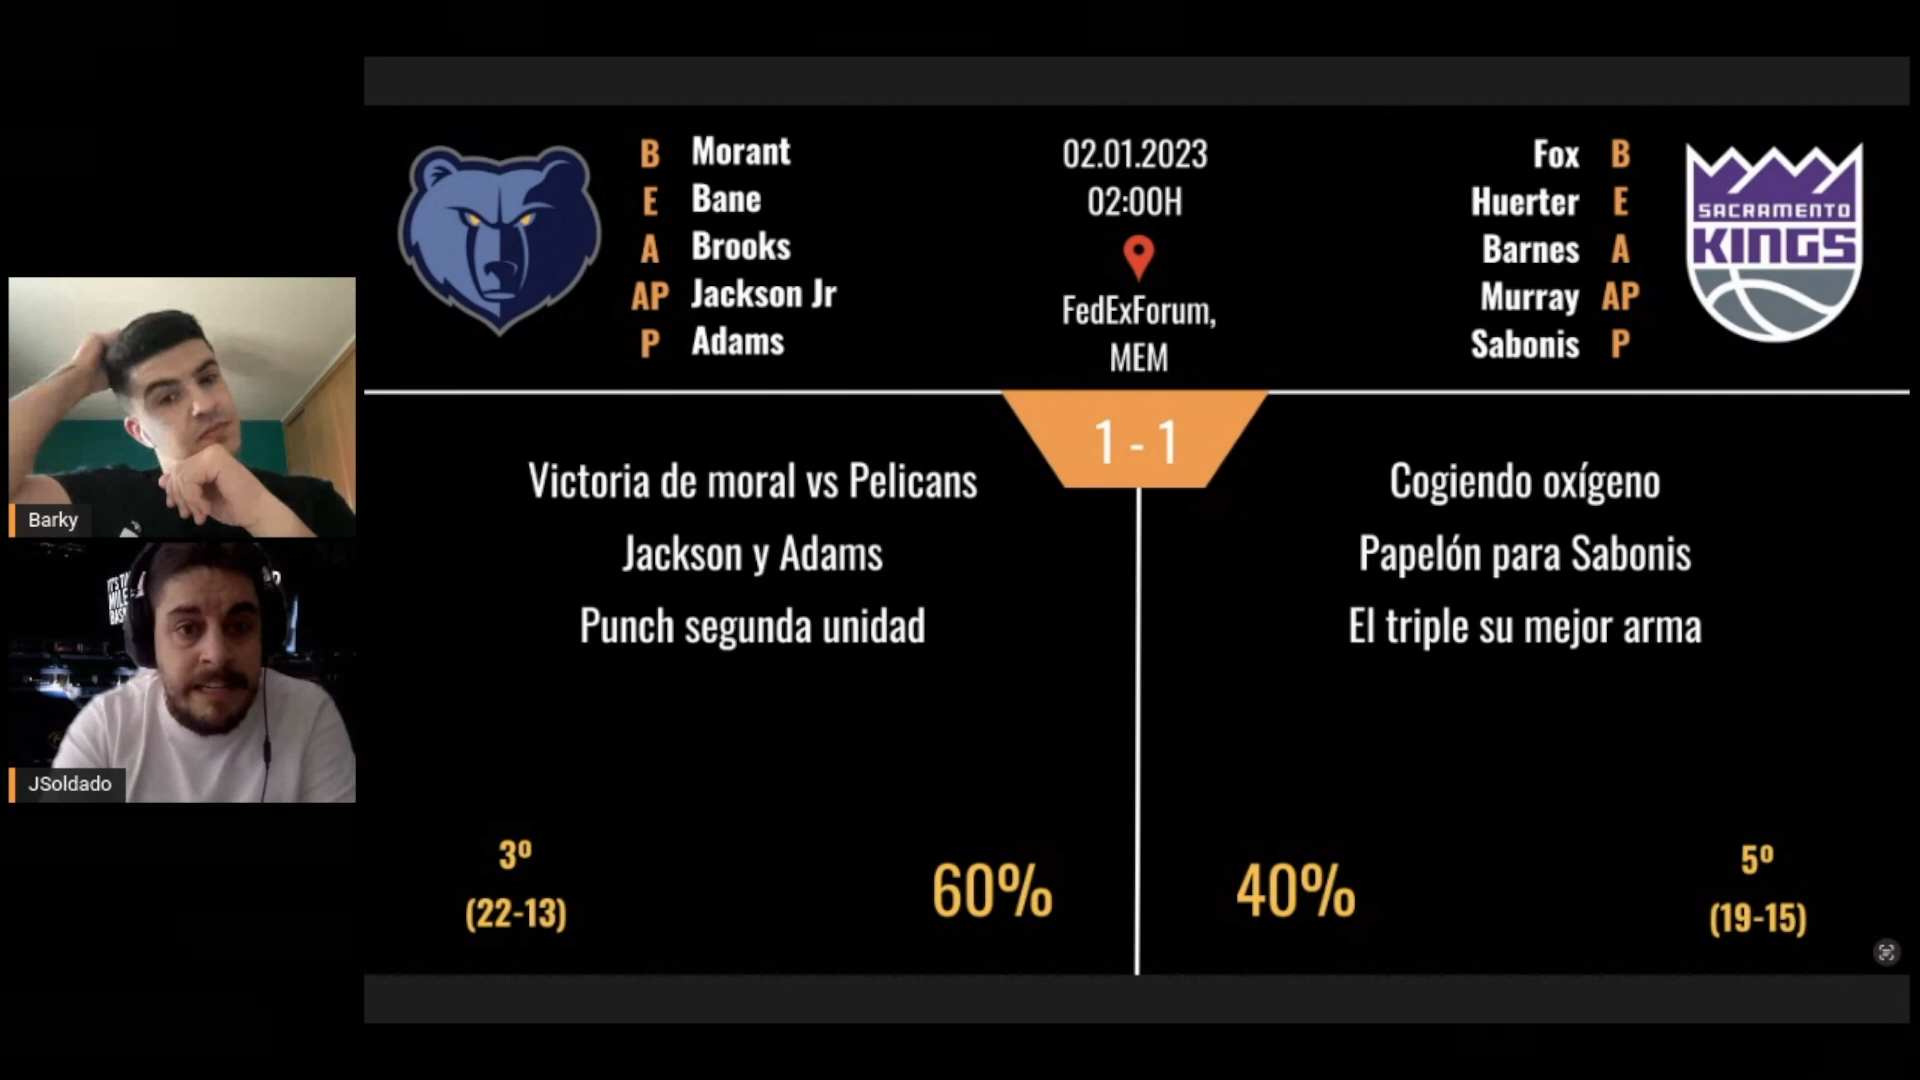 B Morant
E Bane
A Brooks
AP Jackson Jr
P Adams
02.01.2023
02:00H
FedExForum,
MEM
Fox B
Huerter E
Barnes A
Murray AP
Sabonis P
SACRAMENTO
KINGS
1 - 1
Victoria de moral vs Pelicans
Jackson y Adams
Punch segunda unidad
Cogiendo oxígeno
Papelón para Sabonis
El triple su mejor arma
3º
(22-13)
60%
40%
5º
(19-15)
Barky
JSoldado